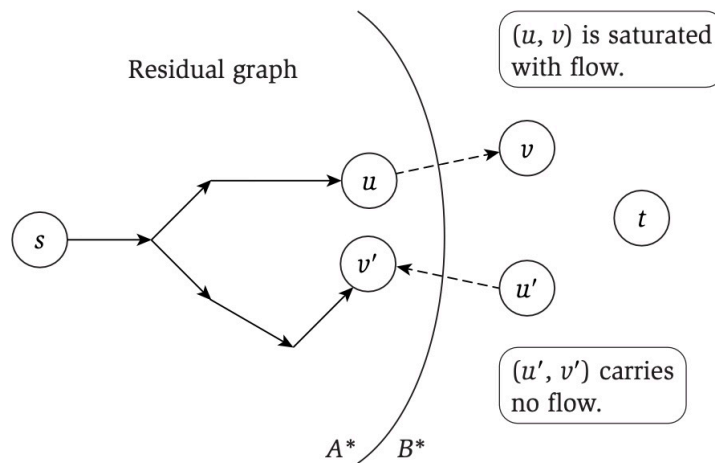 (u, v) is saturated
with flow.
Residual graph
u
v
s
v′
u′
t
(u′, v′) carries
no flow.
A*
B*